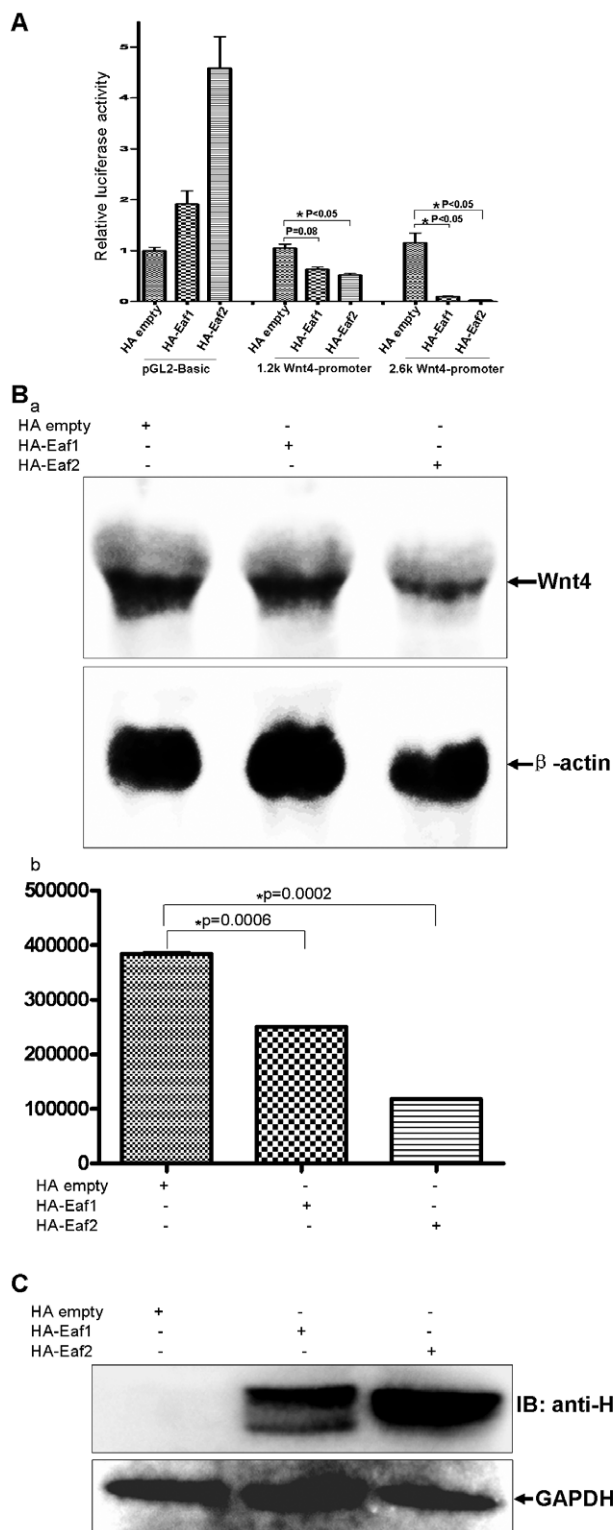 A
Relative luciferase activity
5
4
3
2
1
0
* P<0.05
P=0.08
* P<0.05
* P<0.05
HA empty
HA-Eaf1
HA-Eaf2
HA empty
HA-Eaf1
HA-Eaf2
HA empty
HA-Eaf1
HA-Eaf2
pGL2-Basic
1.2k Wnt4-promoter
2.6k Wnt4-promoter
B
a
HA empty + - -
HA-Eaf1 - + -
HA-Eaf2 - - +
Wnt4
β -actin
b
500000
400000
300000
200000
100000
0
*p=0.0002
*p=0.0006
HA empty + - -
HA-Eaf1 - + -
HA-Eaf2 - - +
C
HA empty + - -
HA-Eaf1 - + -
HA-Eaf2 - - +
IB: anti-H
GAPDH